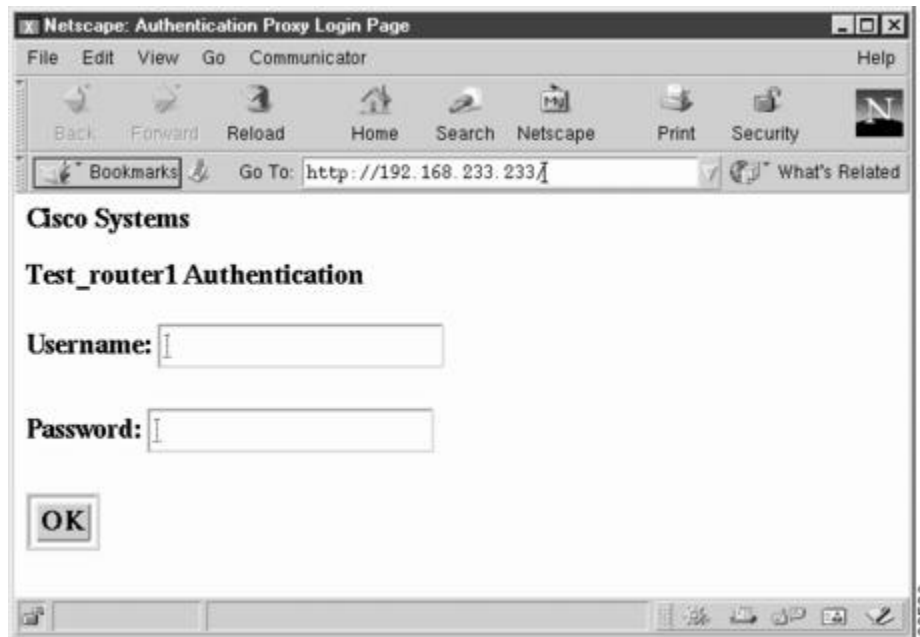 Netscape: Authentication Proxy Login Page
File Edit View Go Communicator Help
Back Forward Reload Home Search Netscape Print Security
My
N
Bookmarks Go To: http://192.168.233.233/ What's Related
Cisco Systems
Test_router1 Authentication
Username:
Password:
OK